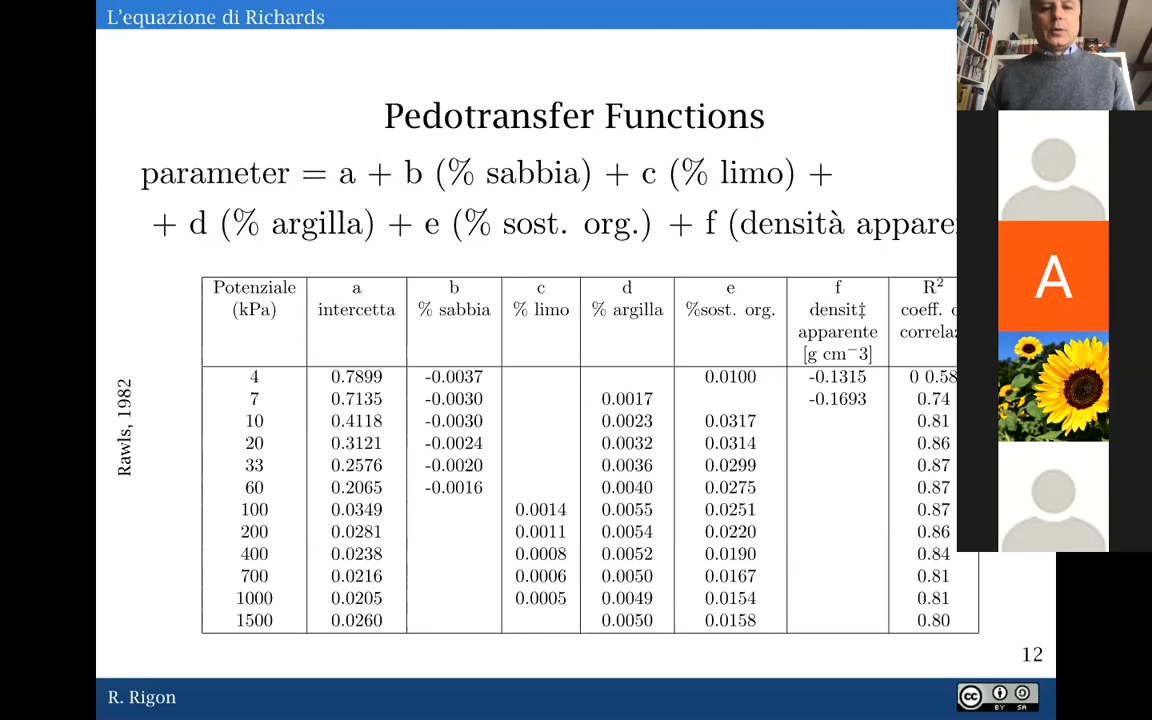 L'equazione di Richards
Pedotransfer Functions
parameter = a + b (% sabbia) + c (% limo) +
+ d (% argilla) + e (% sost. org.) + f (densità appare
Potenziale a b c d e f R²
(kPa) intercetta % sabbia % limo % argilla %sost. org. densit‡ coeff.
apparente correla
[g cm−3]
4 0.7899 -0.0037 0.0100 -0.1315 0 0.58
7 0.7135 -0.0030 0.0017 -0.1693 0.74
10 0.4118 -0.0030 0.0023 0.0317 0.81
20 0.3121 -0.0024 0.0032 0.0314 0.86
33 0.2576 -0.0020 0.0036 0.0299 0.87
60 0.2065 -0.0016 0.0040 0.0275 0.87
100 0.0349 0.0014 0.0055 0.0251 0.87
200 0.0281 0.0011 0.0054 0.0220 0.86
400 0.0238 0.0008 0.0052 0.0190 0.84
700 0.0216 0.0006 0.0050 0.0167 0.81
1000 0.0205 0.0005 0.0049 0.0154 0.81
1500 0.0260 0.0050 0.0158 0.80
Rawls, 1982
12
R. Rigon
cc BY SA
A